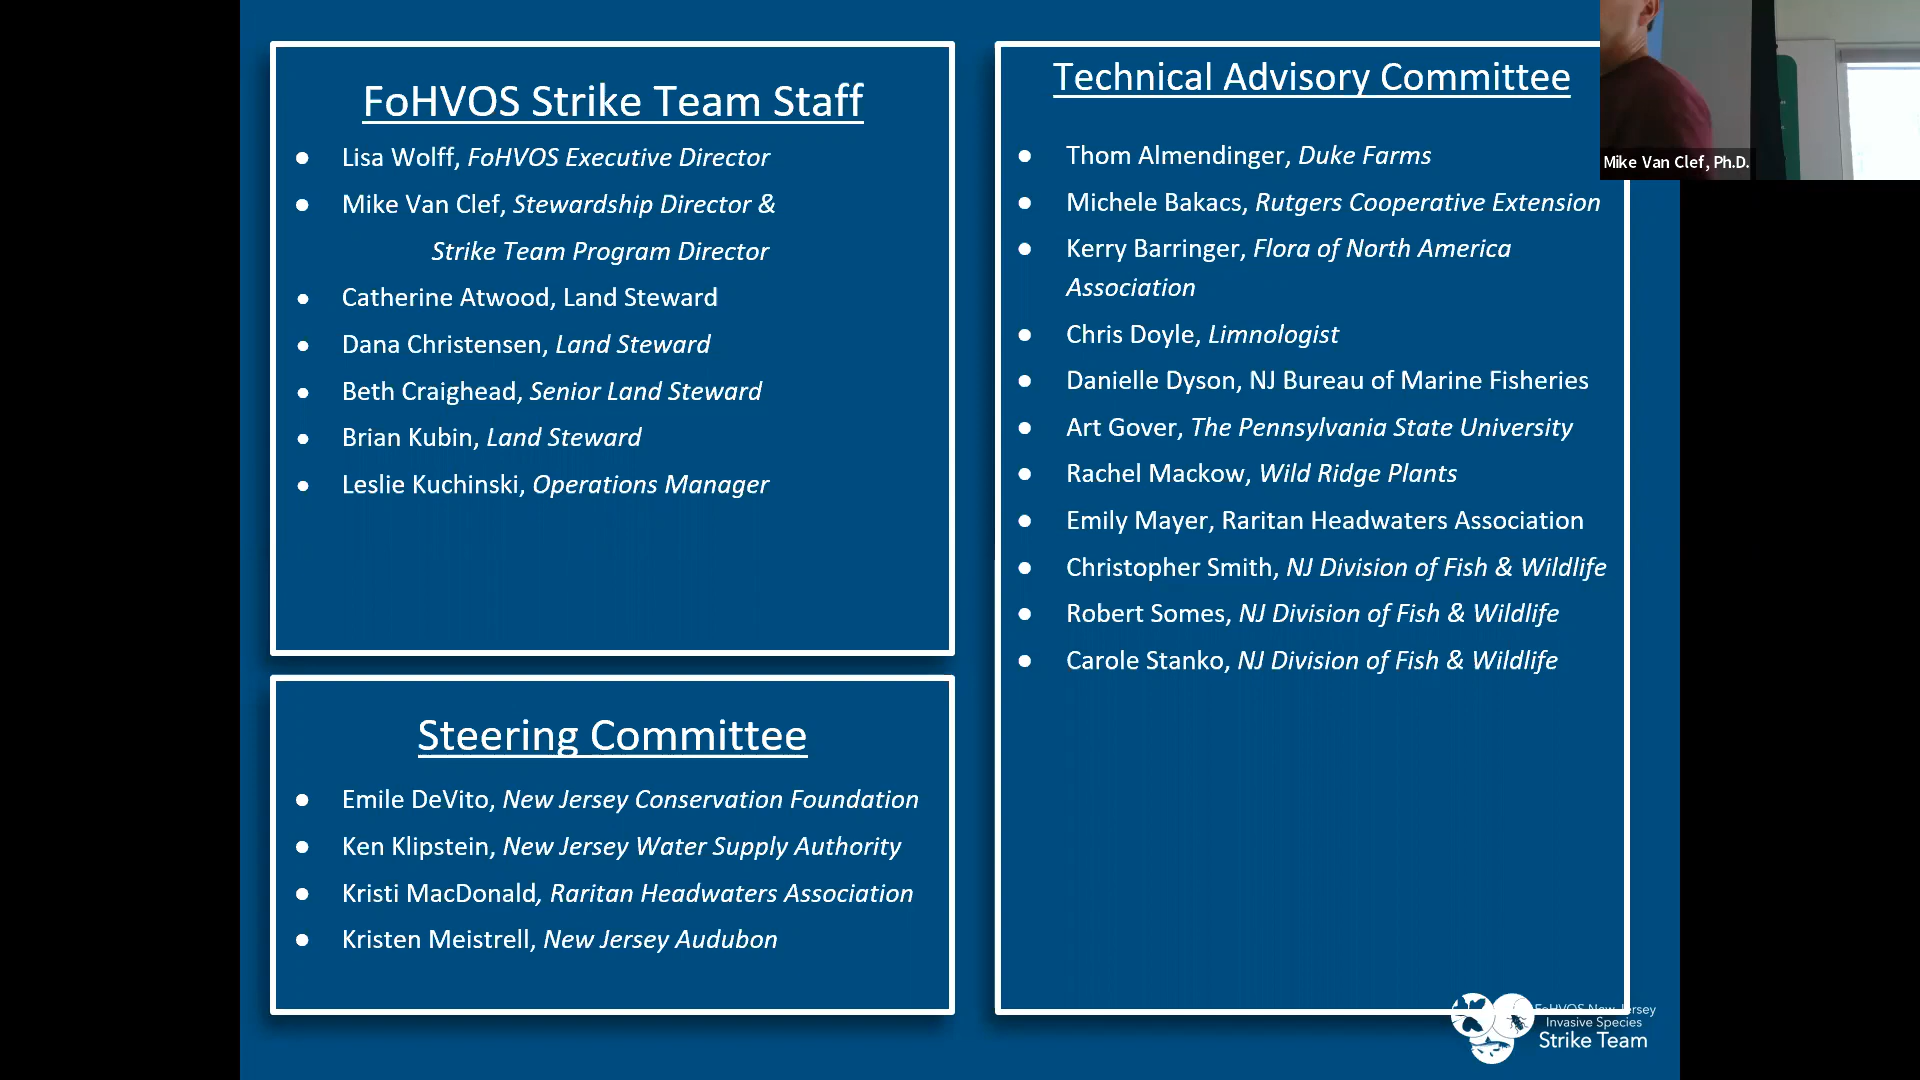 FoHVOS Strike Team Staff
● Lisa Wolff, FoHVOS Executive Director
● Mike Van Clef, Stewardship Director &
Strike Team Program Director
● Catherine Atwood, Land Steward
● Dana Christensen, Land Steward
● Beth Craighead, Senior Land Steward
● Brian Kubin, Land Steward
● Leslie Kuchinski, Operations Manager
Steering Committee
● Emile DeVito, New Jersey Conservation Foundation
● Ken Klipstein, New Jersey Water Supply Authority
● Kristi MacDonald, Raritan Headwaters Association
● Kristen Meistrell, New Jersey Audubon
Technical Advisory Committee
● Thom Almendinger, Duke Farms
● Michele Bakacs, Rutgers Cooperative Extension
● Kerry Barringer, Flora of North America
Association
● Chris Doyle, Limnologist
● Danielle Dyson, NJ Bureau of Marine Fisheries
● Art Gover, The Pennsylvania State University
● Rachel Mackow, Wild Ridge Plants
● Emily Mayer, Raritan Headwaters Association
● Christopher Smith, NJ Division of Fish & Wildlife
● Robert Somes, NJ Division of Fish & Wildlife
● Carole Stanko, NJ Division of Fish & Wildlife
Mike Van Clef, Ph.D.
FoHVOS New Jersey
Invasive Species
Strike Team